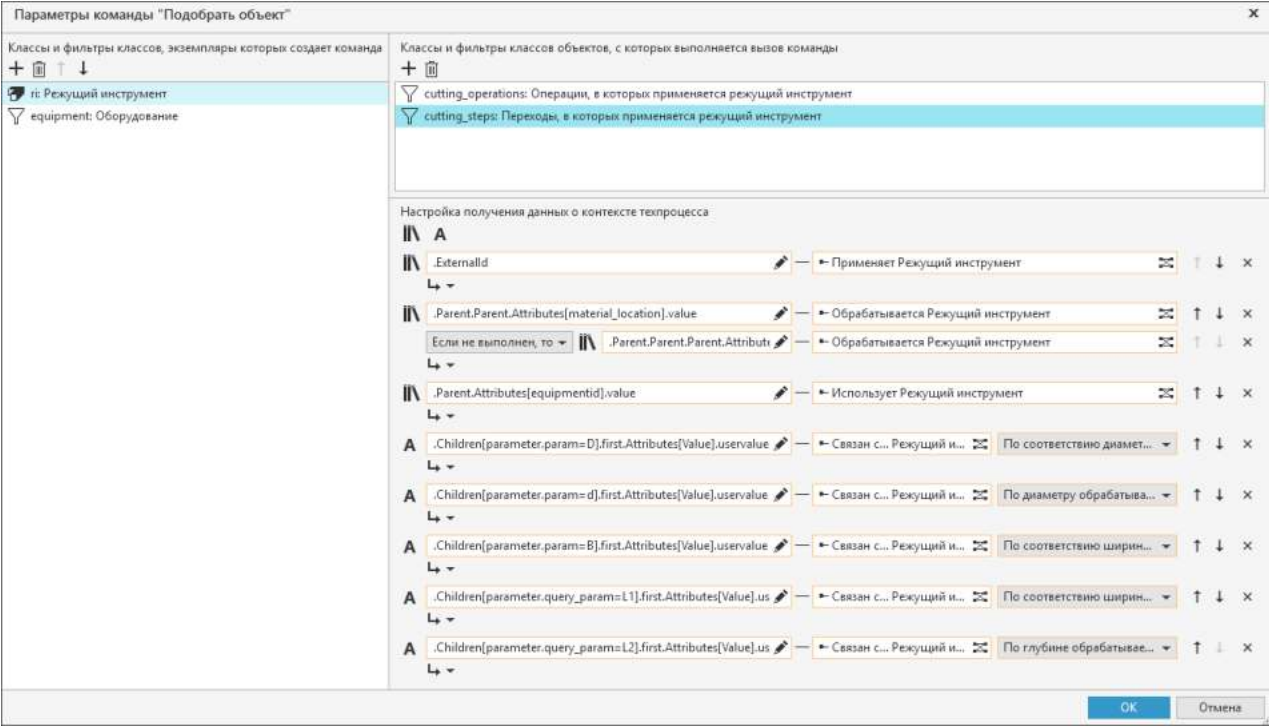 Параметры команды "Подобрать объект"
Классы и фильтры классов, экземпляры которых создает команда
ri: Режущий инструмент
equipment: Оборудование
Классы и фильтры классов объектов, с которых выполняется вызов команды
cutting_operations: Операции, в которых применяется режущий инструмент
cutting_steps: Переходы, в которых применяется режущий инструмент
Настройка получения данных о контексте техпроцесса
A
.ExternalId — Применяет Режущий инструмент
.Parent.Parent.Attributes[material_location].value — Обрабатывается Режущий инструмент
Если не выполнен, то .Parent.Parent.Parent.Attribute — Обрабатывается Режущий инструмент
.Parent.Attributes[equipmentid].value — Использует Режущий инструмент
A .Children[parameter.param=D].first.Attributes[Value].uservalue — Связан с... Режущий и... По соответствию диамет...
A .Children[parameter.param=d].first.Attributes[Value].uservalue — Связан с... Режущий и... По диаметру обрабатыва...
A .Children[parameter.param=B].first.Attributes[Value].uservalue — Связан с... Режущий и... По соответствию ширин...
A .Children[parameter.query_param=L1].first.Attributes[Value].us — Связан с... Режущий и... По соответствию ширин...
A .Children[parameter.query_param=L2].first.Attributes[Value].us — Связан с... Режущий и... По глубине обрабатывае...
OK Отмена